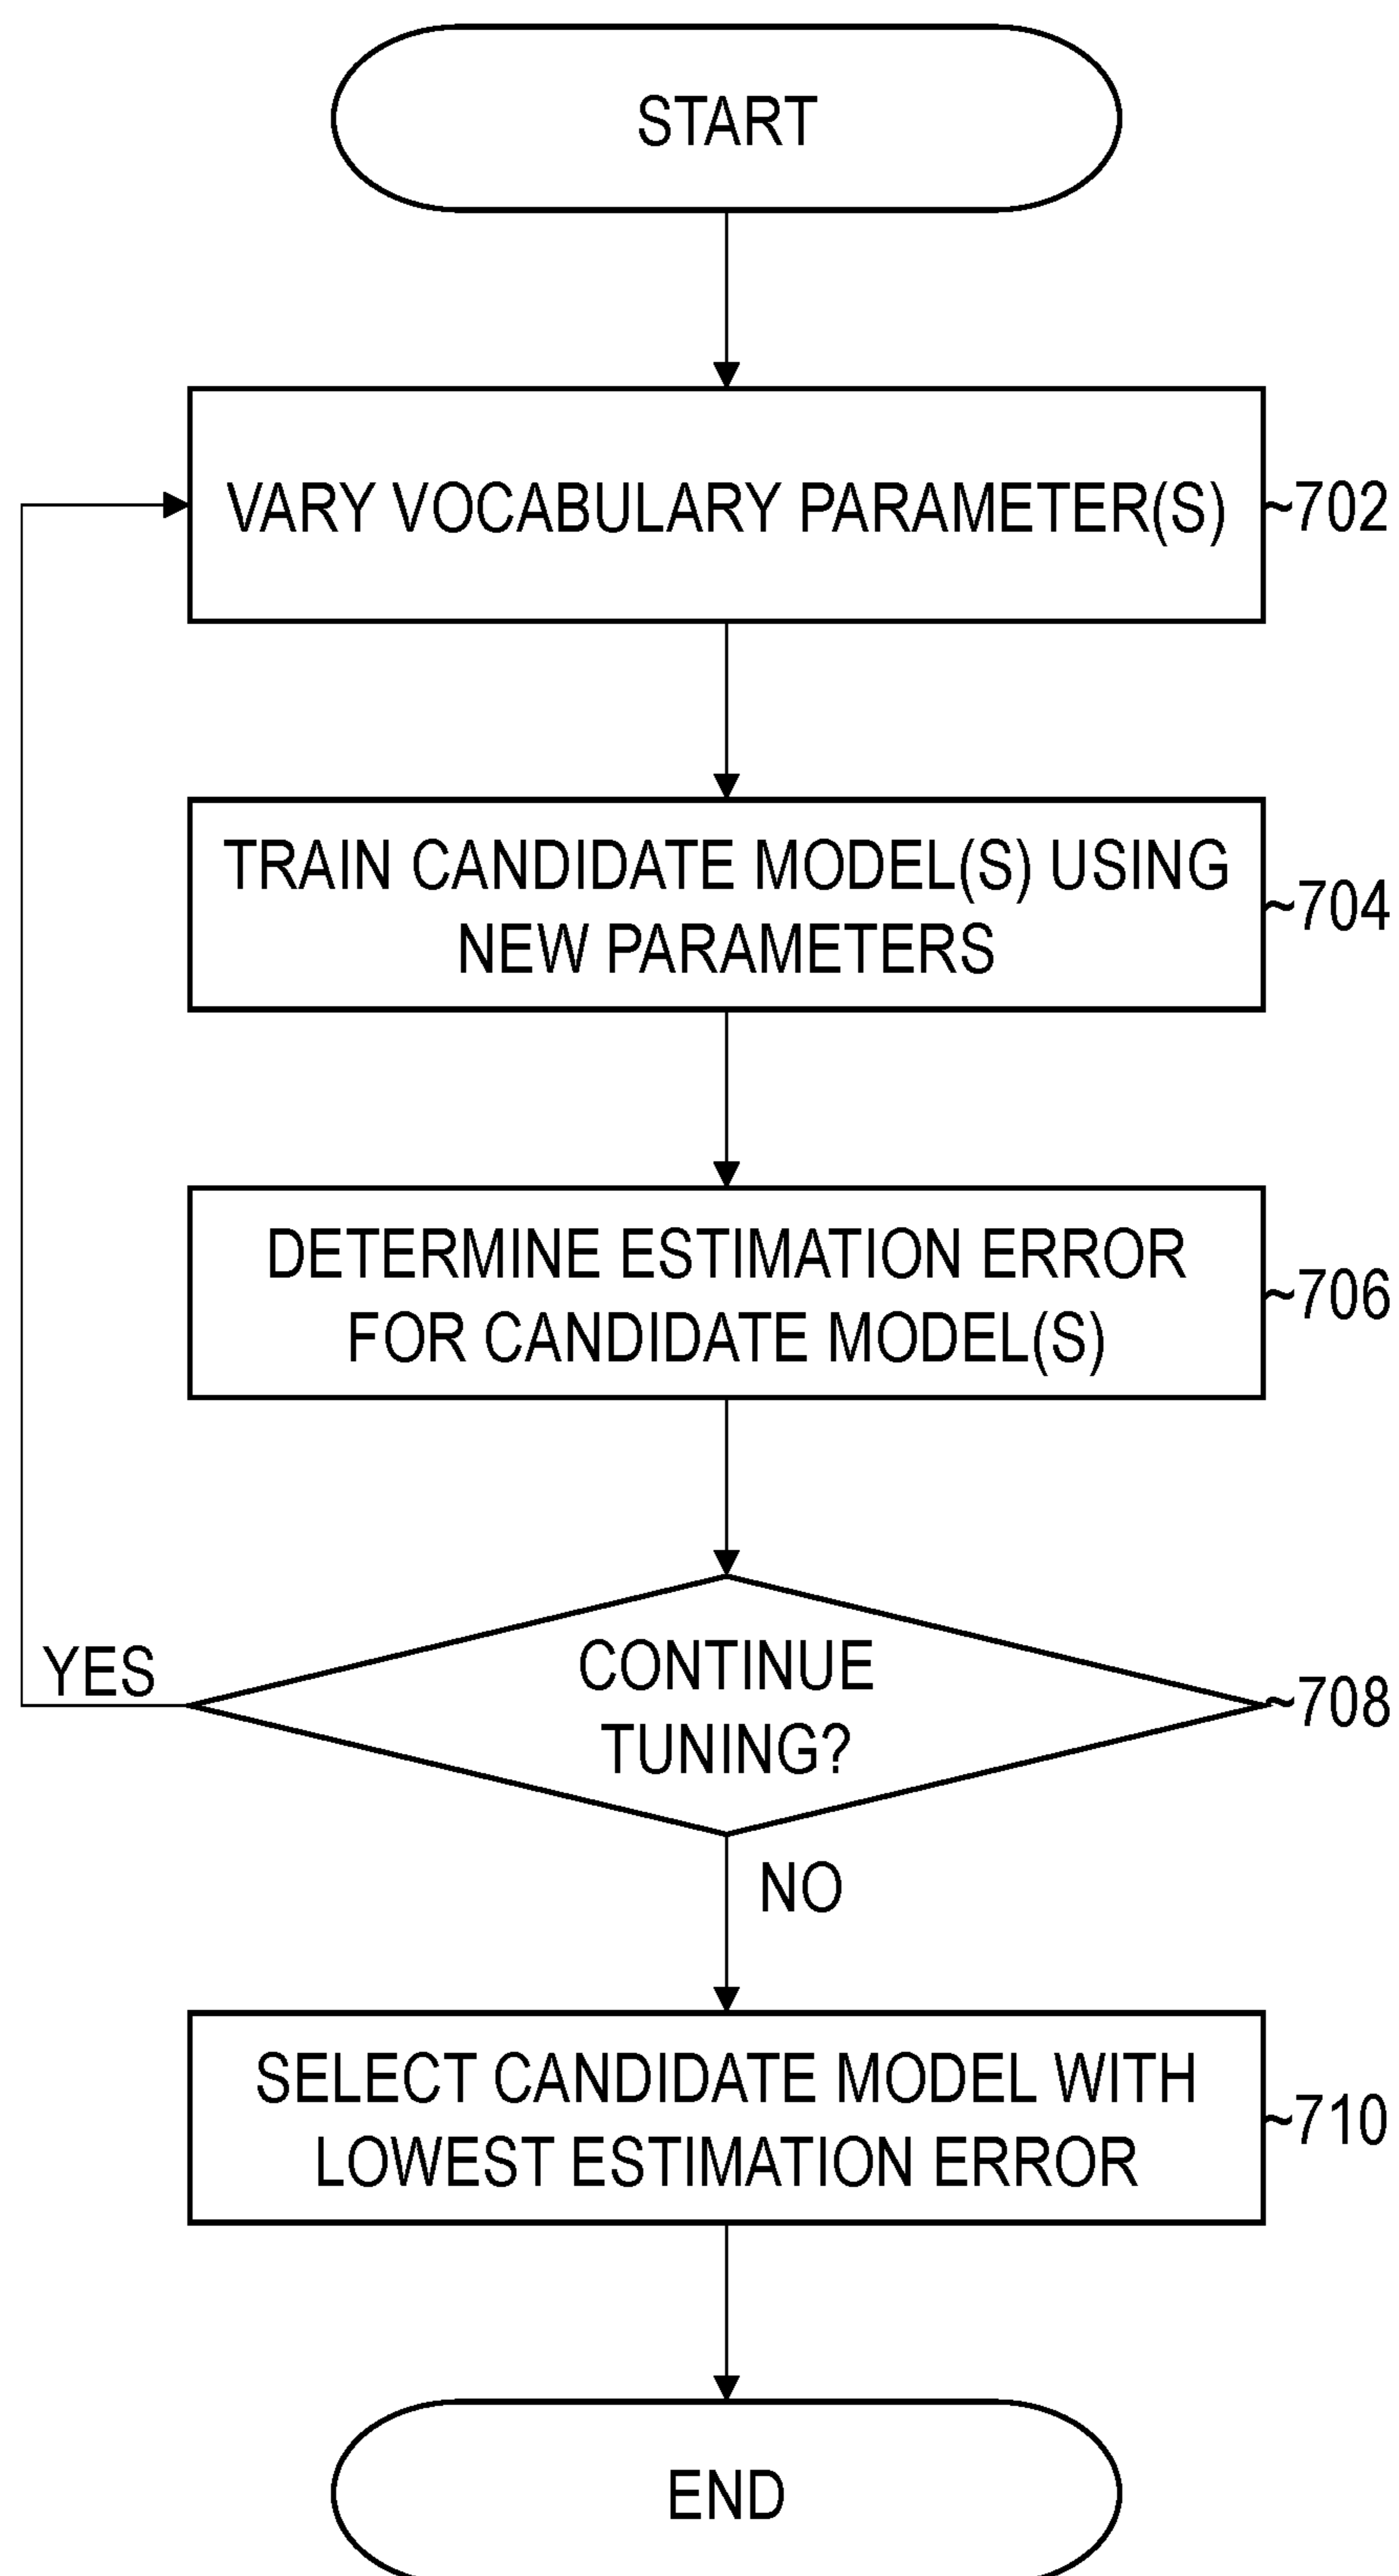 START
VARY VOCABULARY PARAMETER(S)
~702
TRAIN CANDIDATE MODEL(S) USING
NEW PARAMETERS
~704
DETERMINE ESTIMATION ERROR
FOR CANDIDATE MODEL(S)
~706
CONTINUE
TUNING?
~708
YES
NO
SELECT CANDIDATE MODEL WITH
LOWEST ESTIMATION ERROR
~710
END